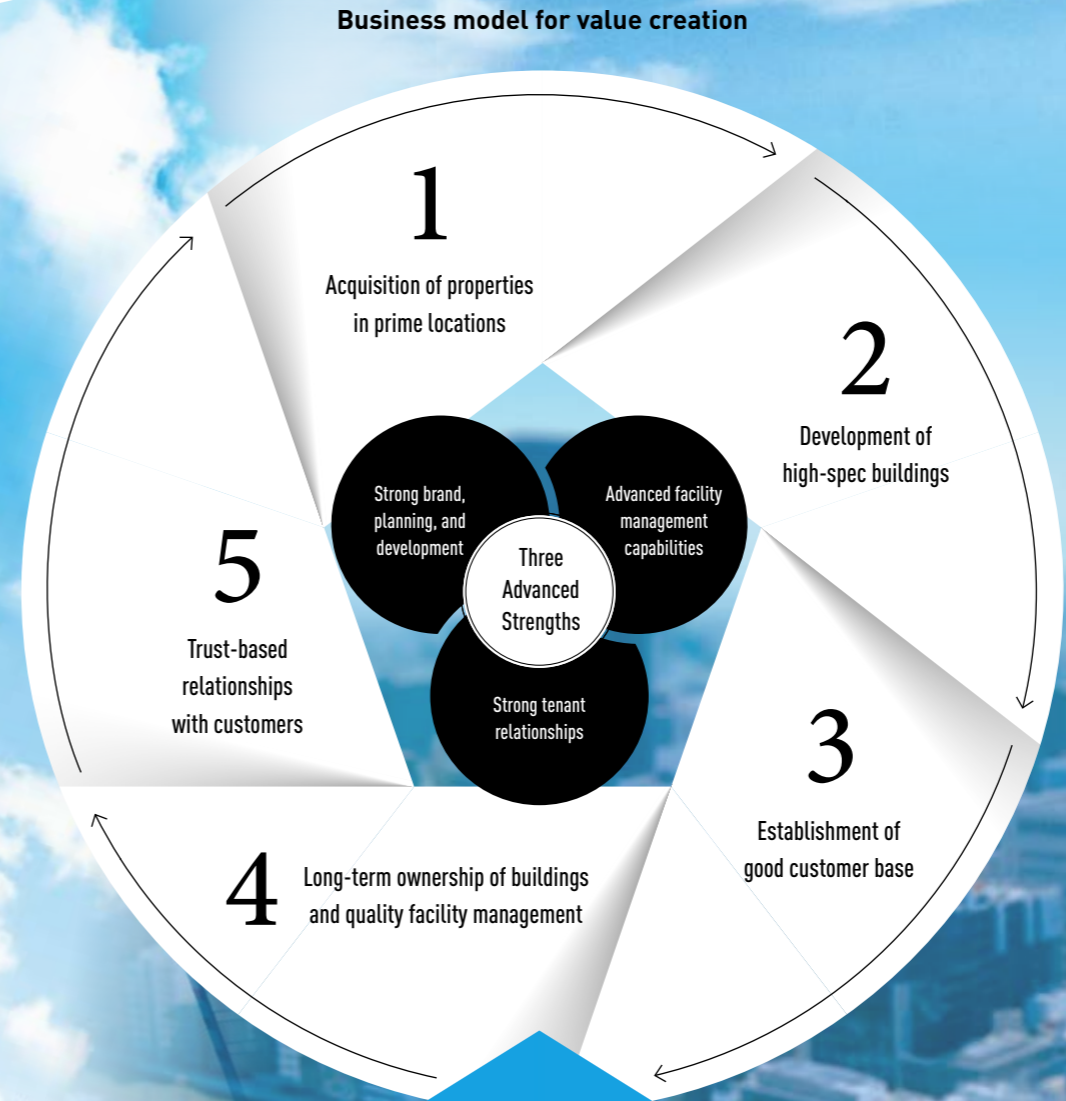 Business model for value creation
1
Acquisition of properties
in prime locations
2
Development of
high-spec buildings
3
Establishment of
good customer base
4
Long-term ownership of buildings
and quality facility management
5
Trust-based
relationships
with customers
Strong brand,
planning, and
development
Advanced facility
management
capabilities
Three
Advanced
Strengths
Strong tenant
relationships